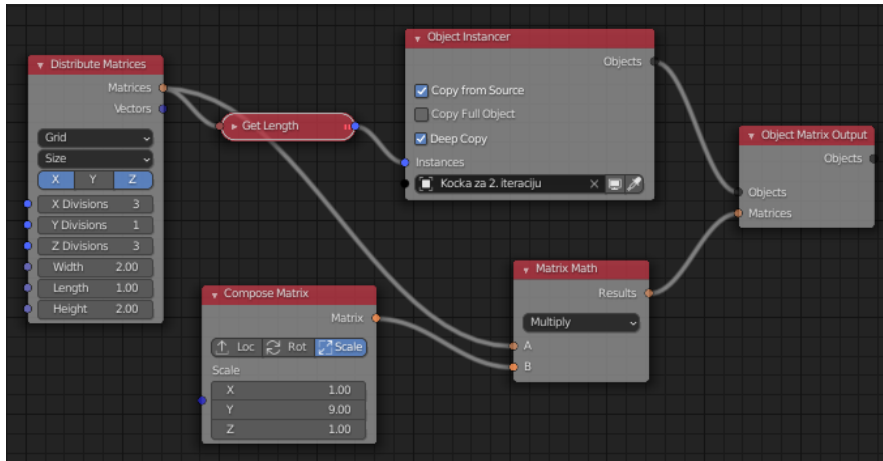 Distribute Matrices
Matrices
Vectors
Grid
Size
X Y Z
X Divisions 3
Y Divisions 1
Z Divisions 3
Width 2.00
Length 1.00
Height 2.00
Get Length
Object Instancer
Objects
Copy from Source
Copy Full Object
Deep Copy
Instances
Kocka za 2. iteraciju
Compose Matrix
Matrix
Loc Rot Scale
Scale
X 1.00
Y 9.00
Z 1.00
Matrix Math
Results
Multiply
A
B
Object Matrix Output
Objects
Objects
Matrices